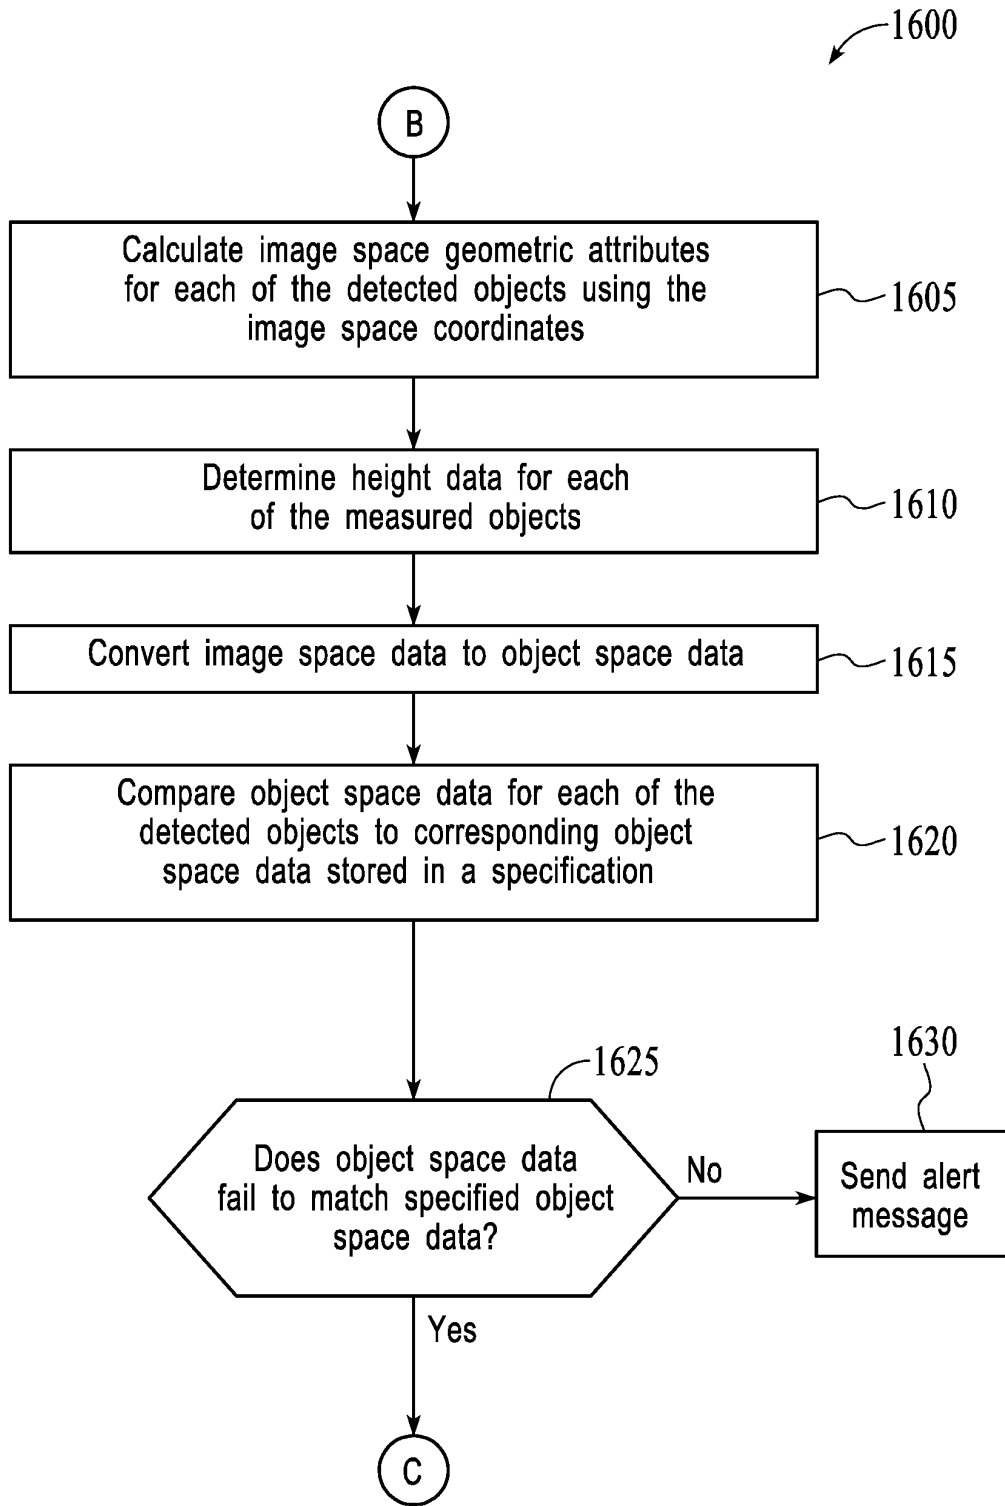 1600
B
Calculate image space geometric attributes
for each of the detected objects using the
image space coordinates
1605
Determine height data for each
of the measured objects
1610
Convert image space data to object space data
1615
Compare object space data for each of the
detected objects to corresponding object
space data stored in a specification
1620
1625
1630
Does object space data
fail to match specified object
space data?
No
Send alert
message
Yes
C